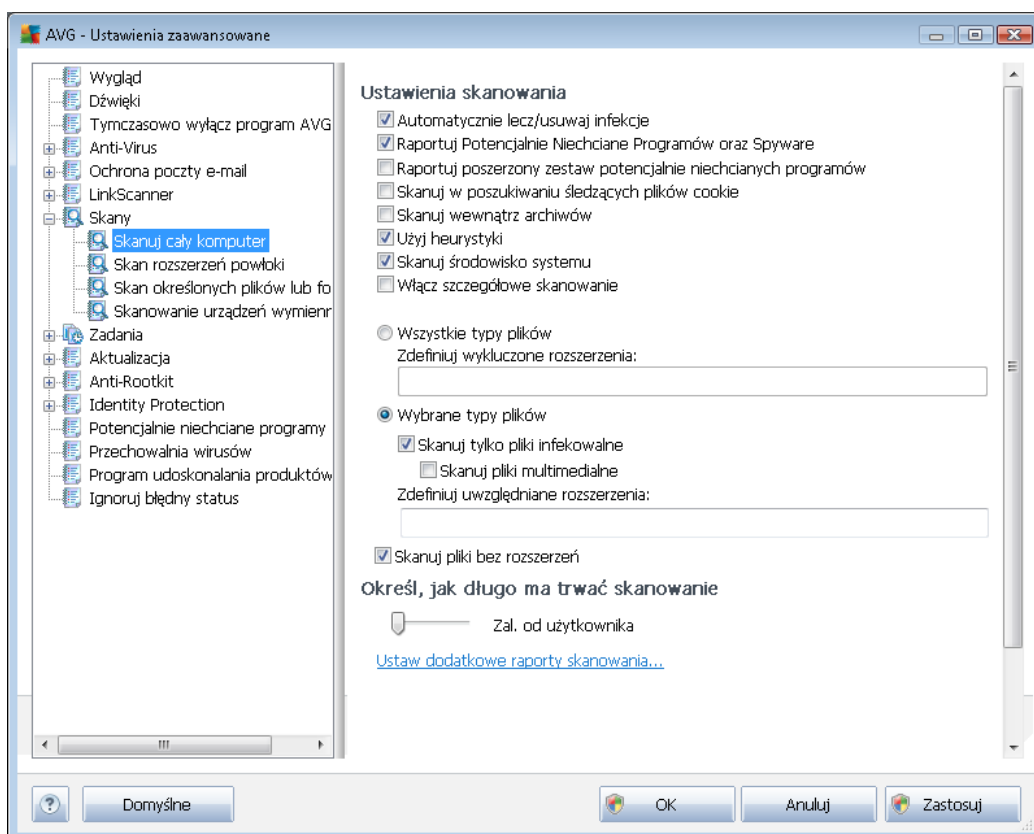 AVG - Ustawienia zaawansowane
Wygląd
Dźwięki
Tymczasowo wyłącz program AVG
Anti-Virus
Ochrona poczty e-mail
LinkScanner
Skany
Skanuj cały komputer
Skan rozszerzeń powłoki
Skan określonych plików lub fo
Skanowanie urządzeń wymienr
Zadania
Aktualizacja
Anti-Rootkit
Identity Protection
Potencjalnie niechciane programy
Przechowalnia wirusów
Program udoskonalania produktów
Ignoruj błędny status
Ustawienia skanowania
Automatycznie lecz/usuwaj infekcje
Raportuj Potencjalnie Niechciane Programów oraz Spyware
Raportuj poszerzony zestaw potencjalnie niechcianych programów
Skanuj w poszukiwaniu śledzących plików cookie
Skanuj wewnątrz archiwów
Użyj heurystyki
Skanuj środowisko systemu
Włącz szczegółowe skanowanie
Wszystkie typy plików
Zdefiniuj wykluczone rozszerzenia:
Wybrane typy plików
Skanuj tylko pliki infekowalne
Skanuj pliki multimedialne
Zdefiniuj uwzględniane rozszerzenia:
Skanuj pliki bez rozszerzeń
Określ, jak długo ma trwać skanowanie
Zal. od użytkownika
Ustaw dodatkowe raporty skanowania...
?
Domyślne
OK
Anuluj
Zastosuj